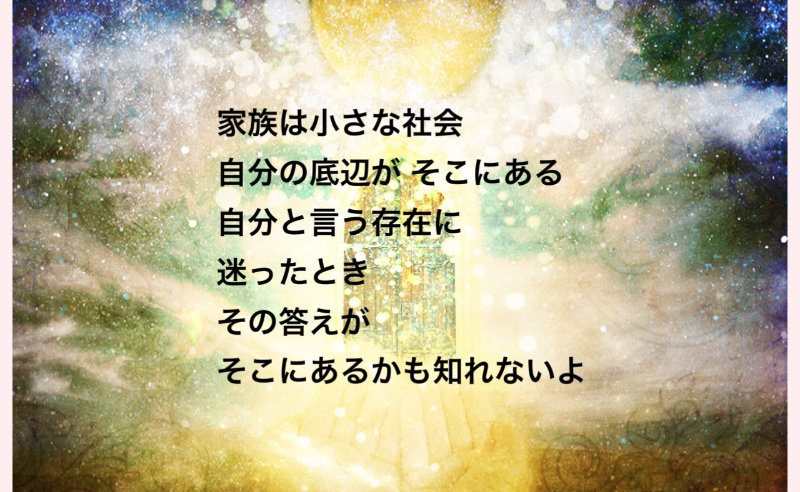 家族は小さな社会
自分の底辺が そこにある
自分と言う存在に
迷ったとき
その答えが
そこにあるかも知れないよ